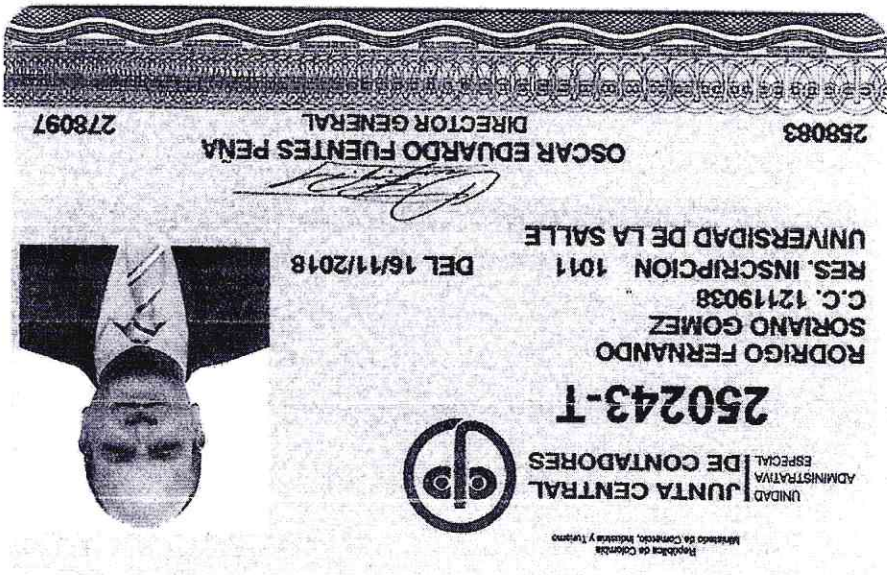 República de Colombia
Ministerio de Comercio, Industria y Turismo
UNIDAD
ADMINISTRATIVA
ESPECIAL
JUNTA CENTRAL
DE CONTADORES
250243-T
RODRIGO FERNANDO
SORIANO GOMEZ
C.C. 12119038
RES. INSCRIPCION 1011 DEL 16/11/2018
UNIVERSIDAD DE LA SALLE
OSCAR EDUARDO FUENTES PEÑA
DIRECTOR GENERAL
258083
278097